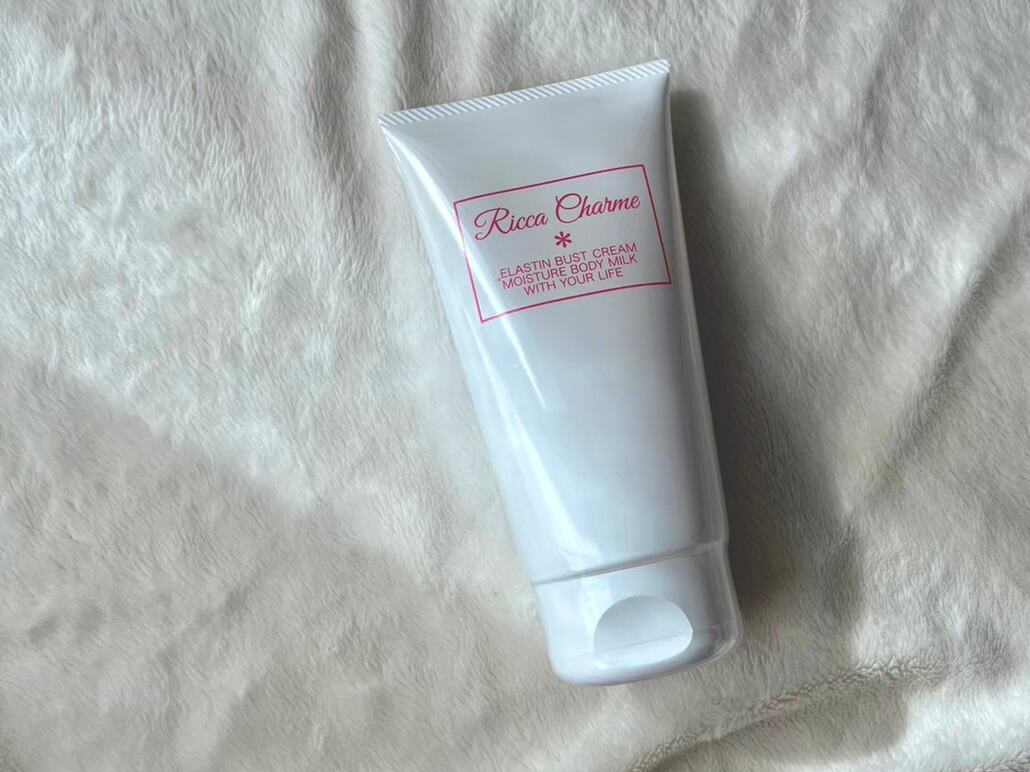 Ricca Charme
*
ELASTIN BUST CREAM
MOISTURE BODY MILK
WITH YOUR LIFE